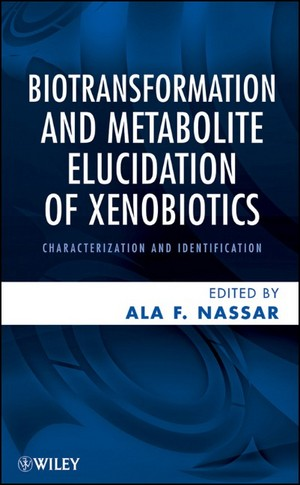 BIOTRANSFORMATION
AND METABOLITE
ELUCIDATION
OF XENOBIOTICS
CHARACTERIZATION AND IDENTIFICATION
EDITED BY
ALA F. NASSAR
WILEY